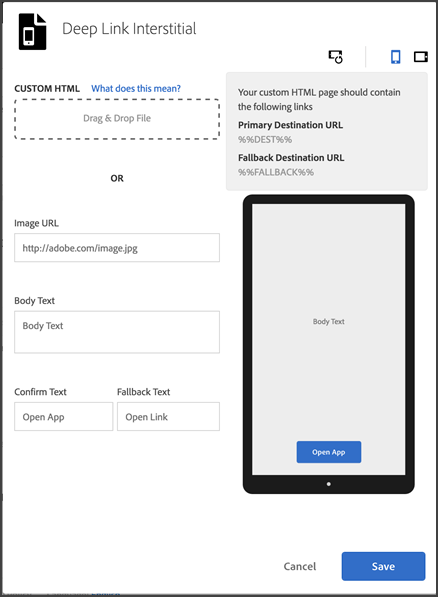 Deep Link Interstitial
CUSTOM HTML What does this mean?
Drag & Drop File
OR
Image URL
http://adobe.com/image.jpg
Body Text
Body Text
Confirm Text Fallback Text
Open App Open Link
Your custom HTML page should contain
the following links
Primary Destination URL
%%DEST%%
Fallback Destination URL
%%FALLBACK%%
Body Text
Open App
Cancel Save